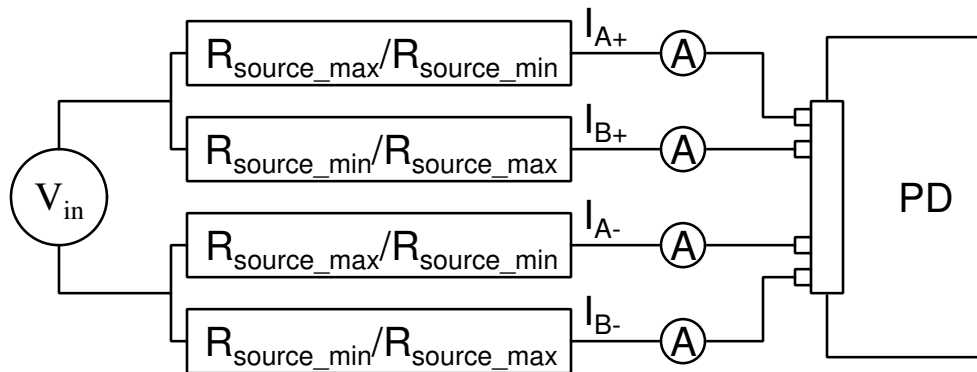 R_source_max/R_source_min
I_A+
A
R_source_min/R_source_max
I_B+
A
V_in
PD
R_source_max/R_source_min
I_A-
A
R_source_min/R_source_max
I_B-
A